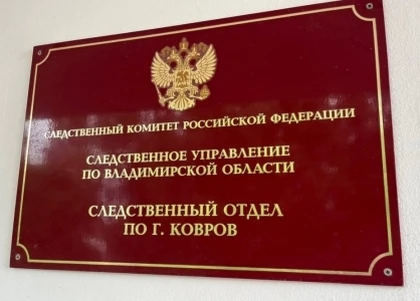 СЛЕДСТВЕННЫЙ КОМИТЕТ РОССИЙСКОЙ ФЕДЕРАЦИИ
СЛЕДСТВЕННОЕ УПРАВЛЕНИЕ
ПО ВЛАДИМИРСКОЙ ОБЛАСТИ
СЛЕДСТВЕННЫЙ ОТДЕЛ
ПО Г. КОВРОВ